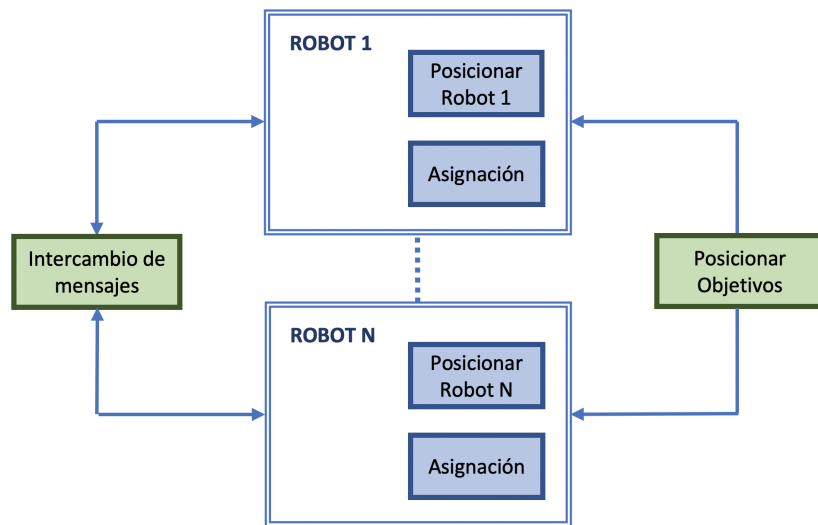 ROBOT 1
Posicionar
Robot 1
Asignación
Intercambio de
mensajes
Posicionar
Objetivos
ROBOT N
Posicionar
Robot N
Asignación